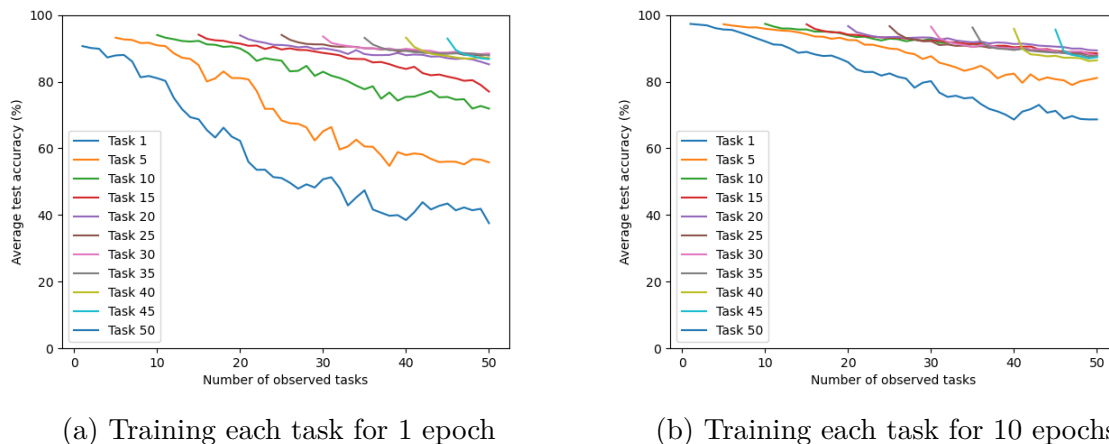 100
80
60
40
20
0
Average test accuracy (%)
Task 1
Task 5
Task 10
Task 15
Task 20
Task 25
Task 30
Task 35
Task 40
Task 45
Task 50
0 10 20 30 40 50
Number of observed tasks
(a) Training each task for 1 epoch
100
80
60
40
20
0
Average test accuracy (%)
Task 1
Task 5
Task 10
Task 15
Task 20
Task 25
Task 30
Task 35
Task 40
Task 45
Task 50
0 10 20 30 40 50
Number of observed tasks
(b) Training each task for 10 epochs